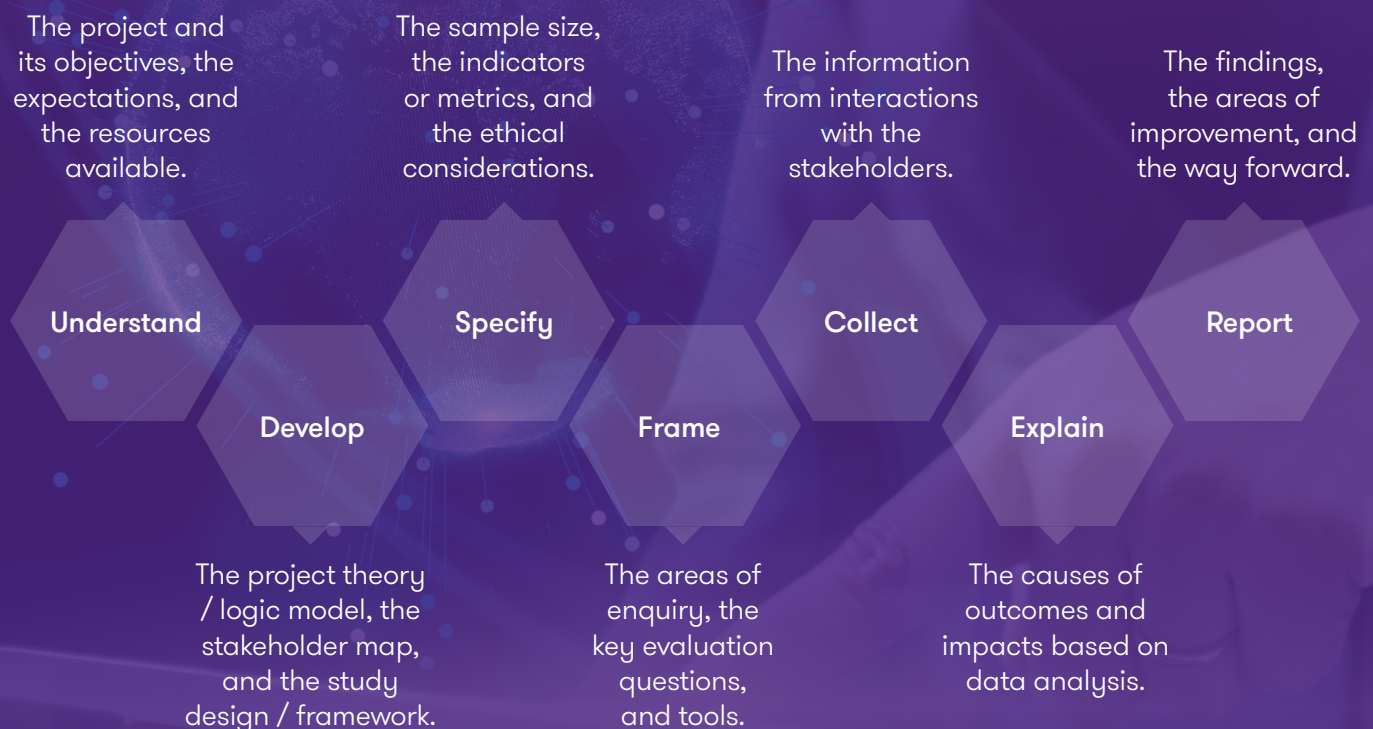 The project and
its objectives, the
expectations, and
the resources
available.
The sample size,
the indicators
or metrics, and
the ethical
considerations.
The information
from interactions
with the
stakeholders.
The findings,
the areas of
improvement, and
the way forward.
Understand
Develop
Specify
Frame
Collect
Explain
Report
The project theory
/ logic model, the
stakeholder map,
and the study
design / framework.
The areas of
enquiry, the
key evaluation
questions,
and tools.
The causes of
outcomes and
impacts based on
data analysis.